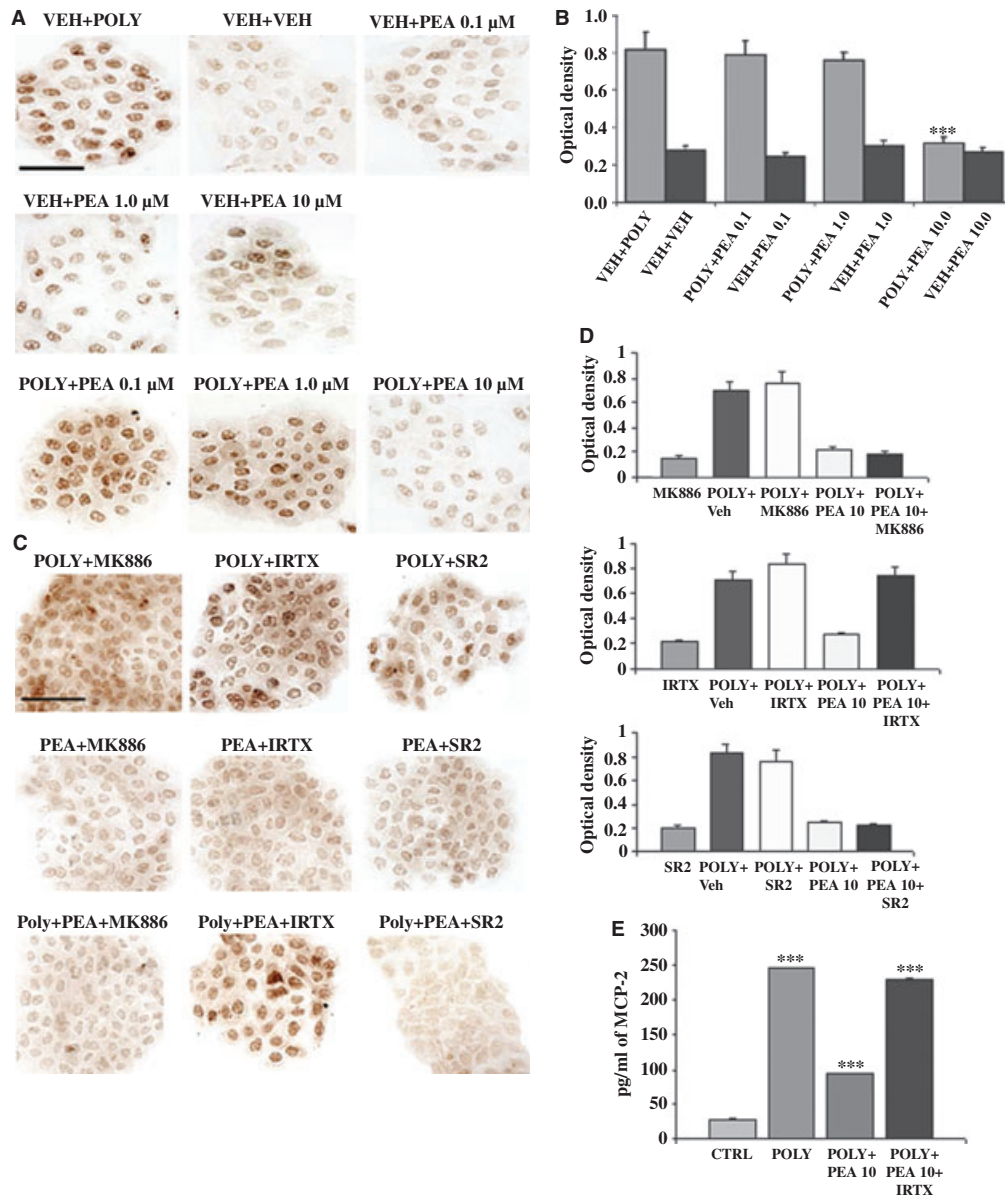 A
VEH+POLY VEH+VEH VEH+PEA 0.1 µM
VEH+PEA 1.0 µM VEH+PEA 10 µM
POLY+PEA 0.1 µM POLY+PEA 1.0 µM POLY+PEA 10 µM
C
POLY+MK886 POLY+IRTX POLY+SR2
PEA+MK886 PEA+IRTX PEA+SR2
Poly+PEA+MK886 Poly+PEA+IRTX Poly+PEA+SR2
B
Optical density
1.0
0.8
0.6
0.4
0.2
0.0
***
VEH+POLY
VEH+VEH
POLY+PEA 0.1
VEH+PEA 0.1
POLY+PEA 1.0
VEH+PEA 1.0
POLY+PEA 10.0
VEH+PEA 10.0
D
Optical density
1
0.8
0.6
0.4
0.2
0
MK886 POLY+ POLY+ POLY+ POLY+
Veh MK886 PEA 10 PEA 10+
MK886
Optical density
1
0.8
0.6
0.4
0.2
0
IRTX POLY+ POLY+ POLY+ POLY+
Veh IRTX PEA 10 PEA 10+
IRTX
Optical density
1
0.8
0.6
0.4
0.2
0
SR2 POLY+ POLY+ POLY+ POLY+
Veh SR2 PEA 10 PEA 10+
SR2
E
pg/ml of MCP-2
300
250
200
150
100
50
0
*** *** ***
CTRL POLY POLY+ POLY+
PEA 10 PEA 10+
IRTX